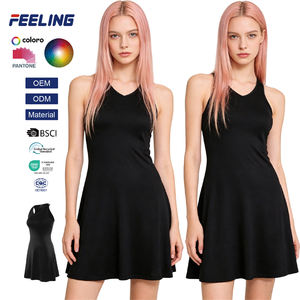 FEELING
coloro
PANTONE
OEM
ODM
Material
BSCI